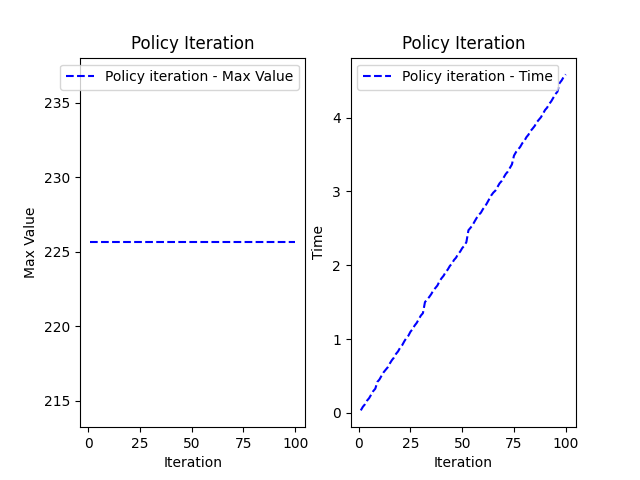 Policy Iteration
Policy iteration - Max Value
Max Value
235
230
225
220
215
0 25 50 75 100
Iteration
Policy Iteration
Policy iteration - Time
Time
4
3
2
1
0
0 25 50 75 100
Iteration